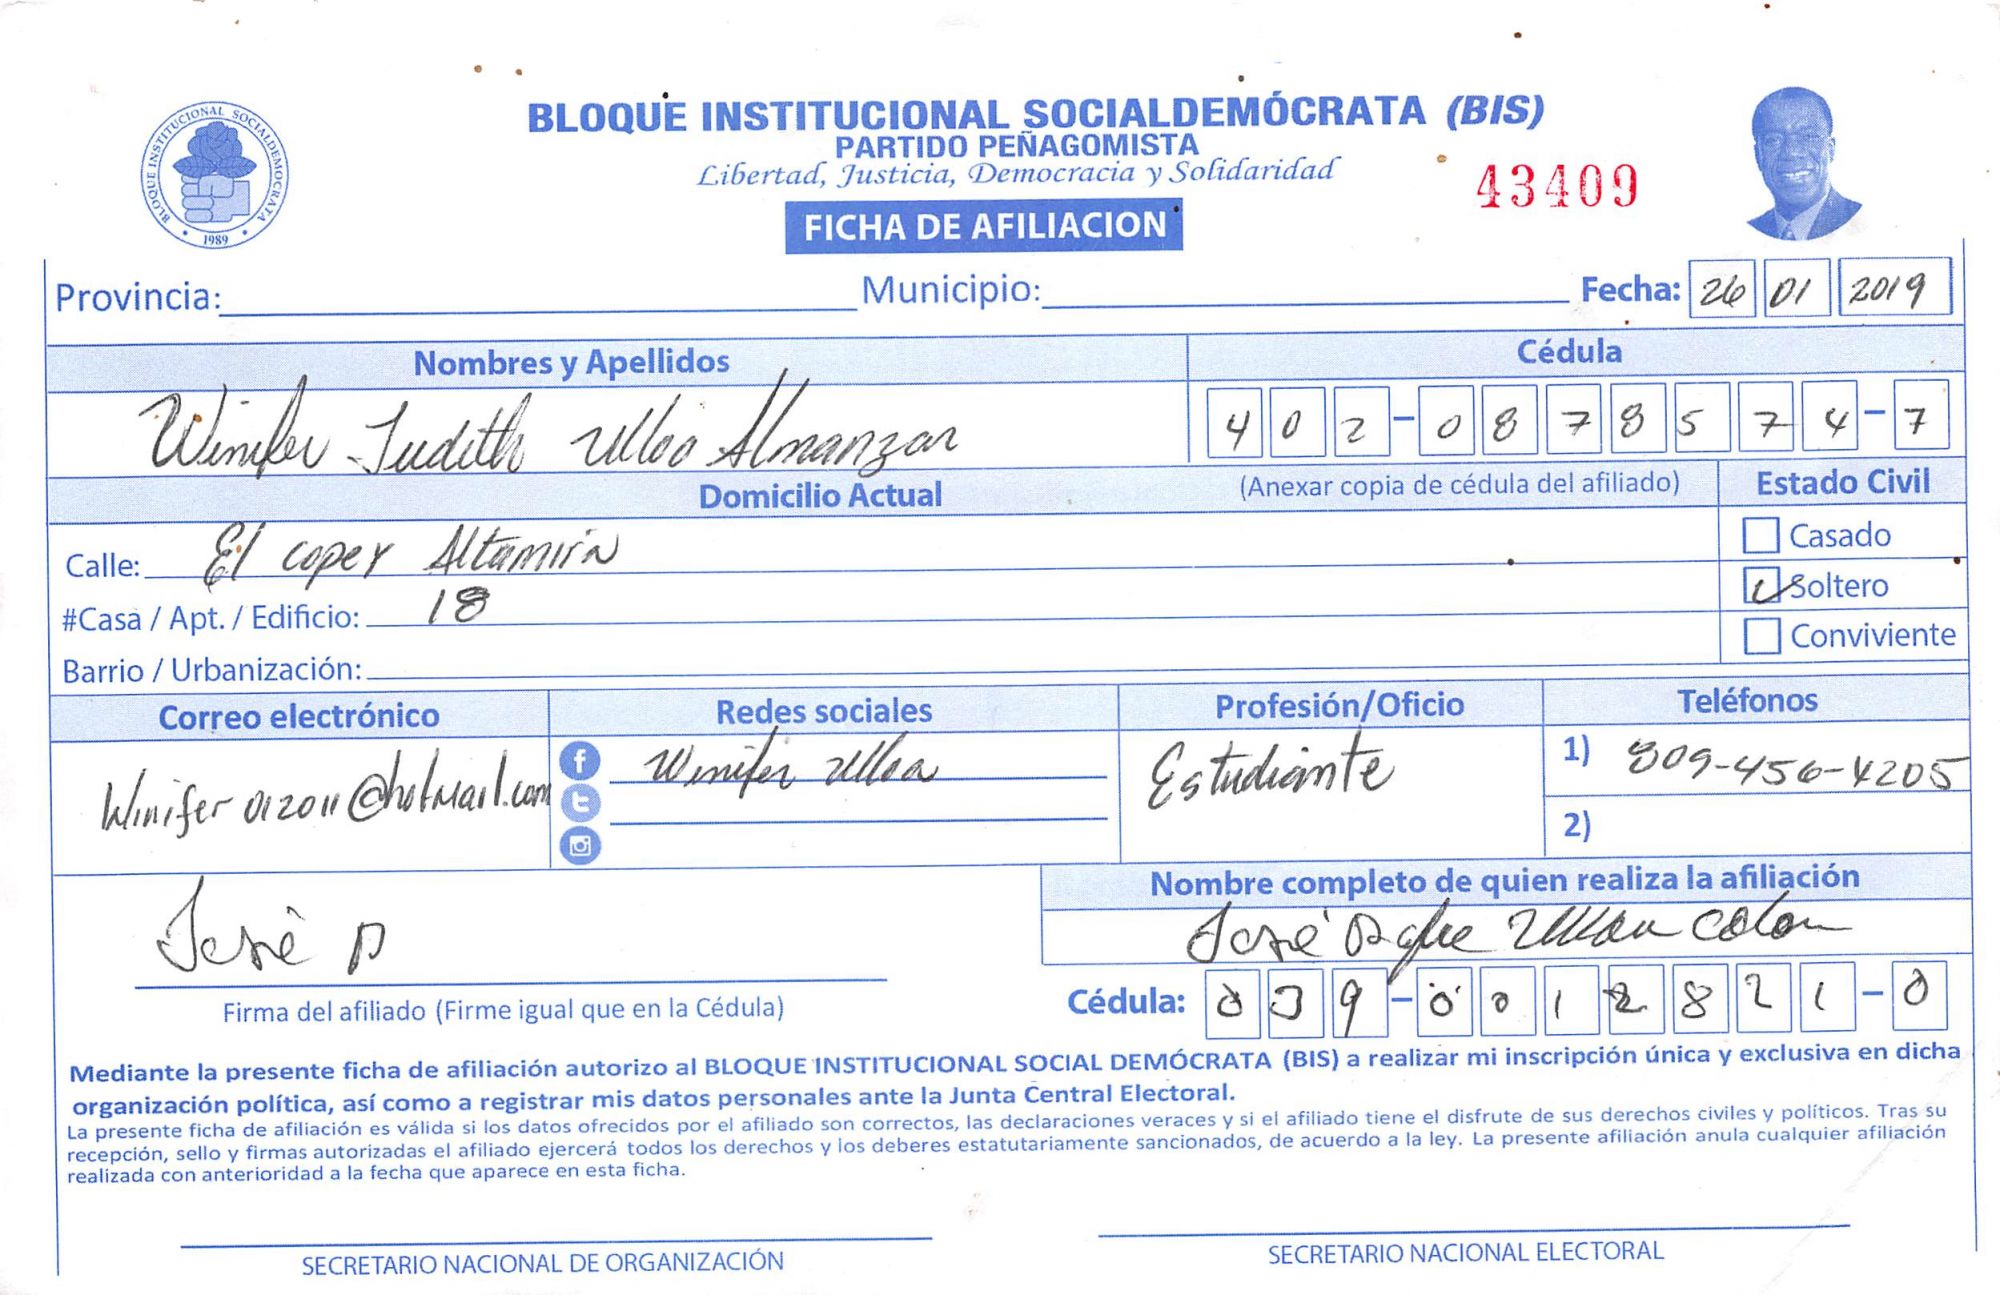 BLOQUE INSTITUCIONAL SOCIALDEMOCRATA
1989
BLOQUE INSTITUCIONAL SOCIALDEMÓCRATA (BIS)
PARTIDO PEÑAGOMISTA
Libertad, Justicia, Democracia y Solidaridad
43409
FICHA DE AFILIACION
Provincia: Municipio: Fecha: 26 01 2019
Nombres y Apellidos Cédula
Winifer Judith Ulloa Almanzar 402-0878574-7
Domicilio Actual (Anexar copia de cédula del afiliado) Estado Civil
Calle: El copey Altamira Casado
#Casa / Apt. / Edificio: 18 Soltero
Barrio / Urbanización: Conviviente
Correo electrónico Redes sociales Profesión/Oficio Teléfonos
Winifer012011@hotmail.com Winifer Ulloa Estudiante 1) 809-456-4205
2)
Nombre completo de quien realiza la afiliación
José D José Ulloa Colon
Firma del afiliado (Firme igual que en la Cédula) Cédula: 039-0012821-0
Mediante la presente ficha de afiliación autorizo al BLOQUE INSTITUCIONAL SOCIAL DEMÓCRATA (BIS) a realizar mi inscripción única y exclusiva en dicha
organización política, así como a registrar mis datos personales ante la Junta Central Electoral.
La presente ficha de afiliación es válida si los datos ofrecidos por el afiliado son correctos, las declaraciones veraces y si el afiliado tiene el disfrute de sus derechos civiles y políticos. Tras su
recepción, sello y firmas autorizadas el afiliado ejercerá todos los derechos y los deberes estatutariamente sancionados, de acuerdo a la ley. La presente afiliación anula cualquier afiliación
realizada con anterioridad a la fecha que aparece en esta ficha.
SECRETARIO NACIONAL DE ORGANIZACIÓN SECRETARIO NACIONAL ELECTORAL